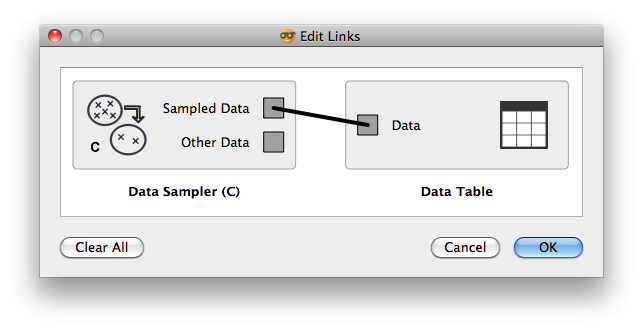 Edit Links
Sampled Data
Other Data
C
Data Sampler (C)
Data
Data Table
Clear All
Cancel
OK